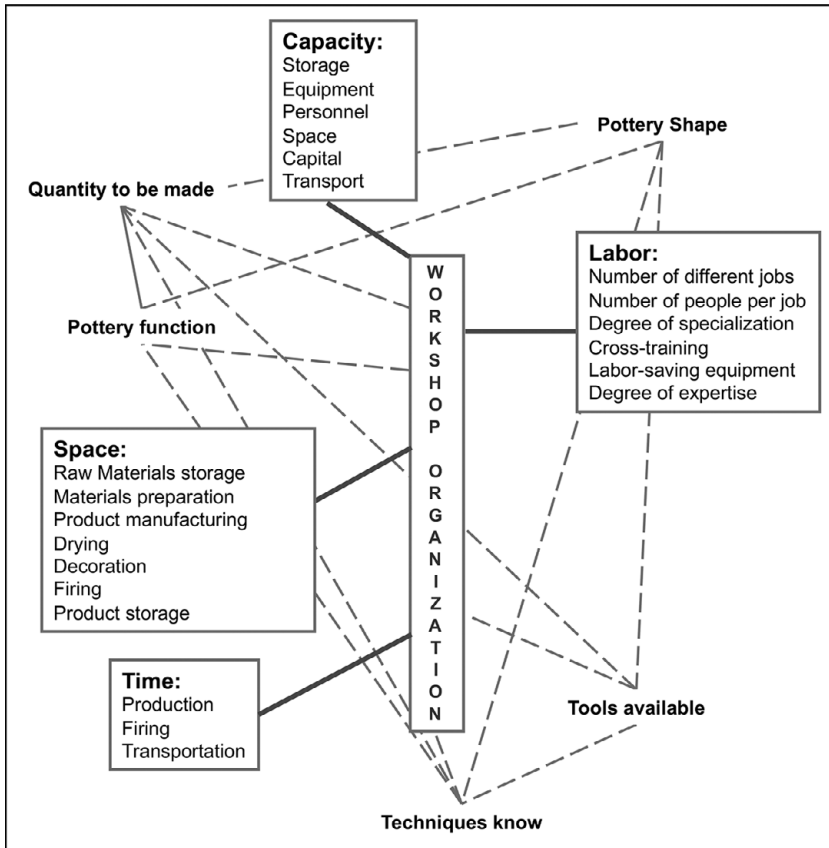 Capacity:
Storage
Equipment
Personnel
Space
Capital
Transport
Pottery Shape
Quantity to be made
Labor:
Number of different jobs
Number of people per job
Degree of specialization
Cross-training
Labor-saving equipment
Degree of expertise
Pottery function
WORKSHOP ORGANIZATION
Space:
Raw Materials storage
Materials preparation
Product manufacturing
Drying
Decoration
Firing
Product storage
Time:
Production
Firing
Transportation
Tools available
Techniques know